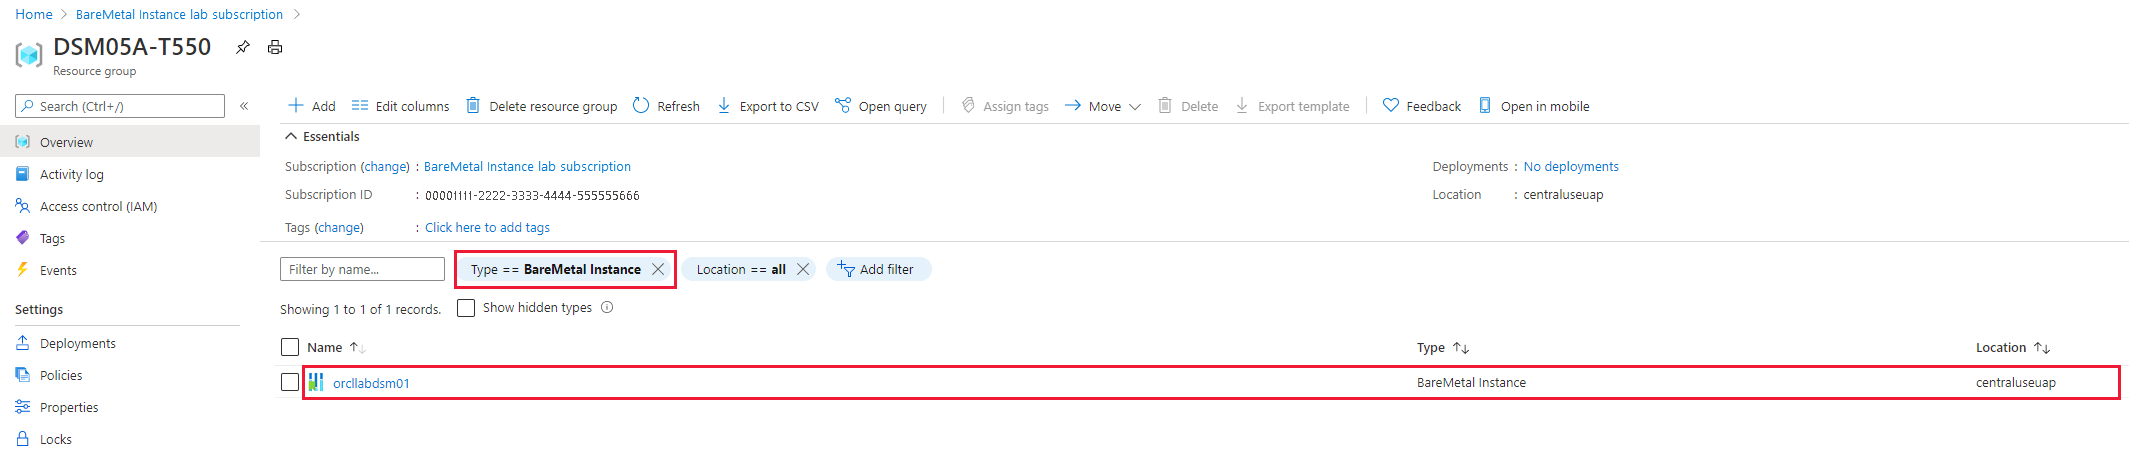 Home > BareMetal Instance lab subscription >
DSM05A-T550
Resource group
Search (Ctrl+/)
«
Overview
Activity log
Access control (IAM)
Tags
Events
Settings
Deployments
Policies
Properties
Locks
Add Edit columns Delete resource group Refresh Export to CSV Open query Assign tags Move Delete Export template Feedback Open in mobile
Essentials
Subscription (change) : BareMetal Instance lab subscription Deployments : No deployments
Subscription ID : 00001111-2222-3333-4444-555555666 Location : centraluseuap
Tags (change) : Click here to add tags
Filter by name... Type == BareMetal Instance Location == all Add filter
Showing 1 to 1 of 1 records. Show hidden types
Name Type Location
orcllabdsm01 BareMetal Instance centraluseuap